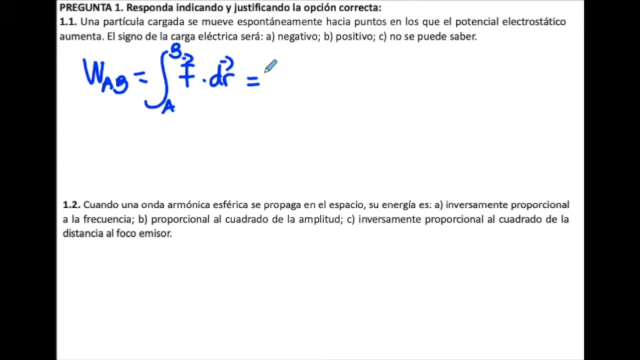 PREGUNTA 1. Responda indicando y justificando la opción correcta:
1.1. Una partícula cargada se mueve espontáneamente hacia puntos en los que el potencial electrostático
aumenta. El signo de la carga eléctrica será: a) negativo; b) positivo; c) no se puede saber.
W_AB = ∫_A^B F⃗ · dr⃗ =
1.2. Cuando una onda armónica esférica se propaga en el espacio, su energía es: a) inversamente proporcional
a la frecuencia; b) proporcional al cuadrado de la amplitud; c) inversamente proporcional al cuadrado de la
distancia al foco emisor.